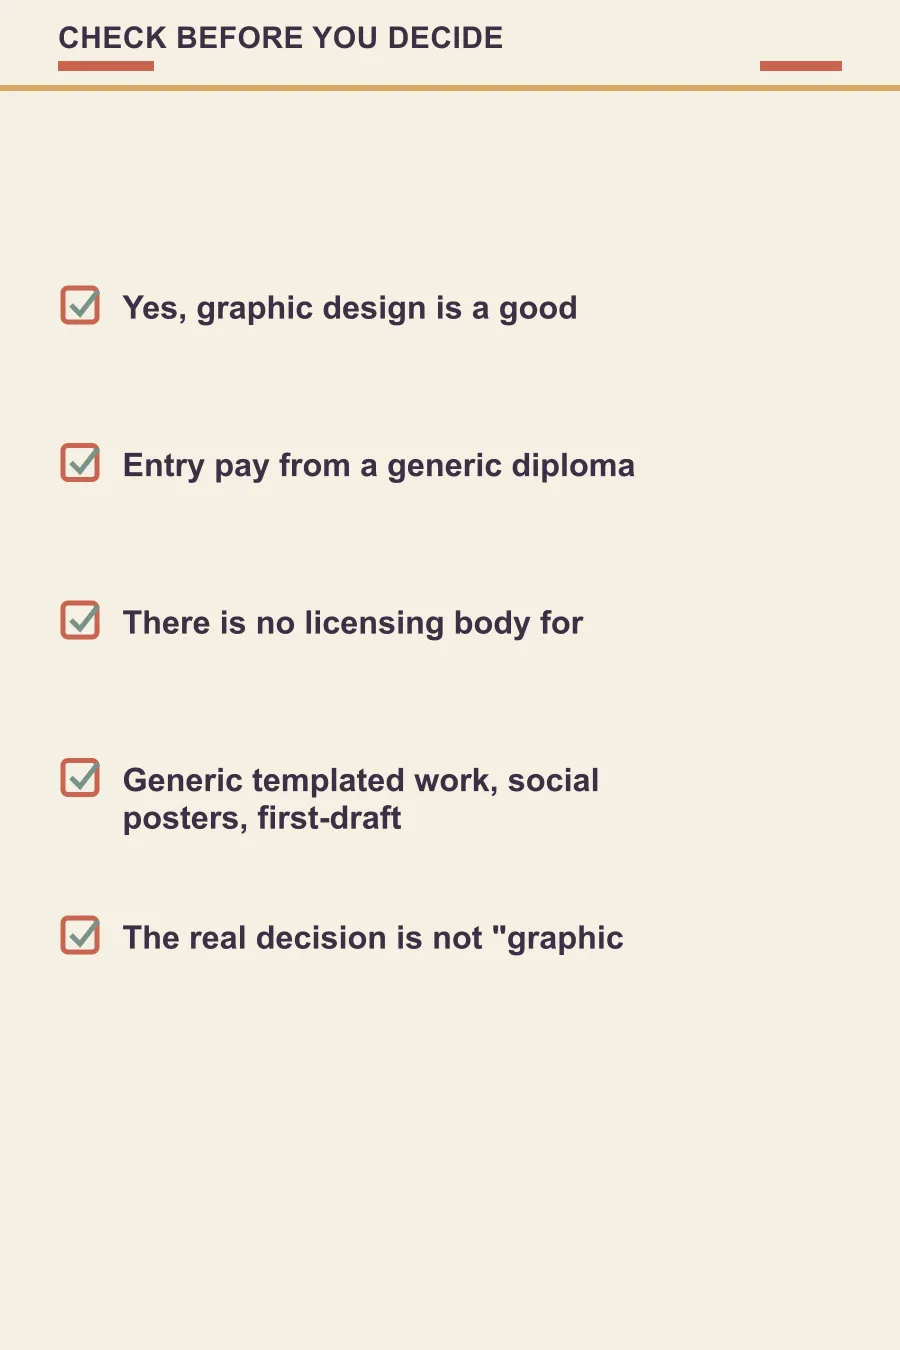 CHECK BEFORE YOU DECIDE
Yes, graphic design is a good
Entry pay from a generic diploma
There is no licensing body for
Generic templated work, social
posters, first-draft
The real decision is not "graphic